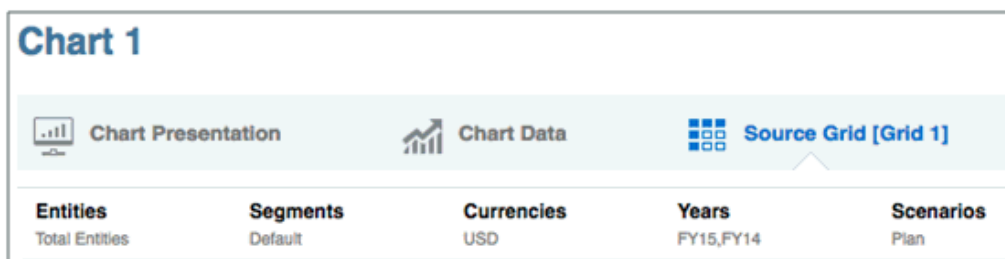 Chart 1
Chart Presentation Chart Data Source Grid [Grid 1]
Entities Segments Currencies Years Scenarios
Total Entities Default USD FY15,FY14 Plan